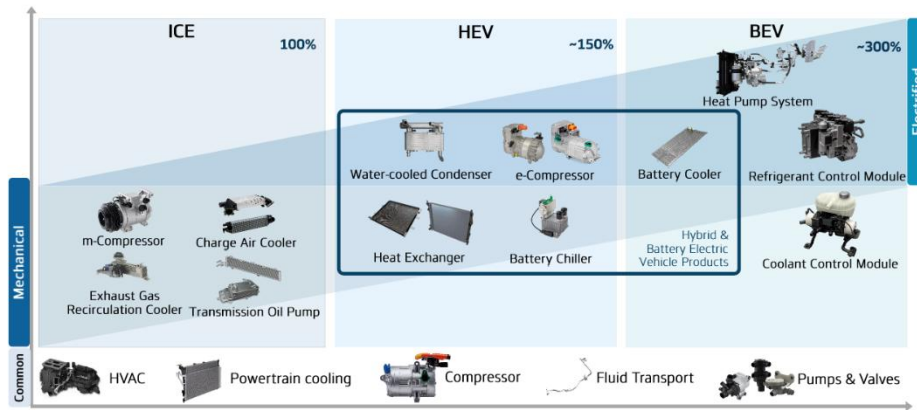 ICE
100%
HEV
~150%
BEV
~300%
Electrified
Heat Pump System
Water-cooled Condenser
e-Compressor
Battery Cooler
Refrigerant Control Module
Mechanical
m-Compressor
Charge Air Cooler
Heat Exchanger
Battery Chiller
Hybrid &
Battery Electric
Vehicle Products
Coolant Control Module
Exhaust Gas
Recirculation Cooler
Transmission Oil Pump
Common
HVAC
Powertrain cooling
Compressor
Fluid Transport
Pumps & Valves